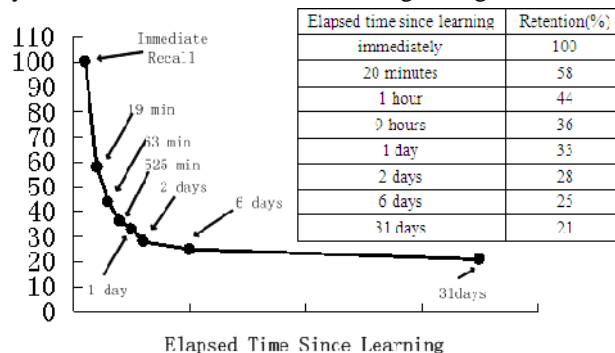 Elapsed time since learning Retention(%)
immediately 100
20 minutes 58
1 hour 44
9 hours 36
1 day 33
2 days 28
6 days 25
31 days 21
110
100
90
80
70
60
50
40
30
20
10
0
Immediate
Recall
19 min
63 min
525 min
2 days
6 days
1 day
31days
Elapsed Time Since Learning